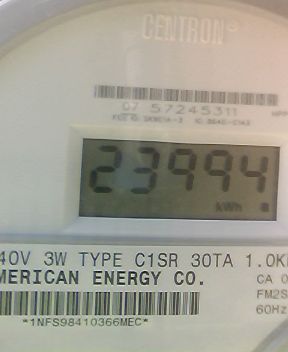 CENTRON®
07 57245311
23994
kWh
40V 3W TYPE C1SR 30TA 1.0K
MERICAN ENERGY CO.
CA 0
FM2S
60Hz
*1NFS98410366MEC*